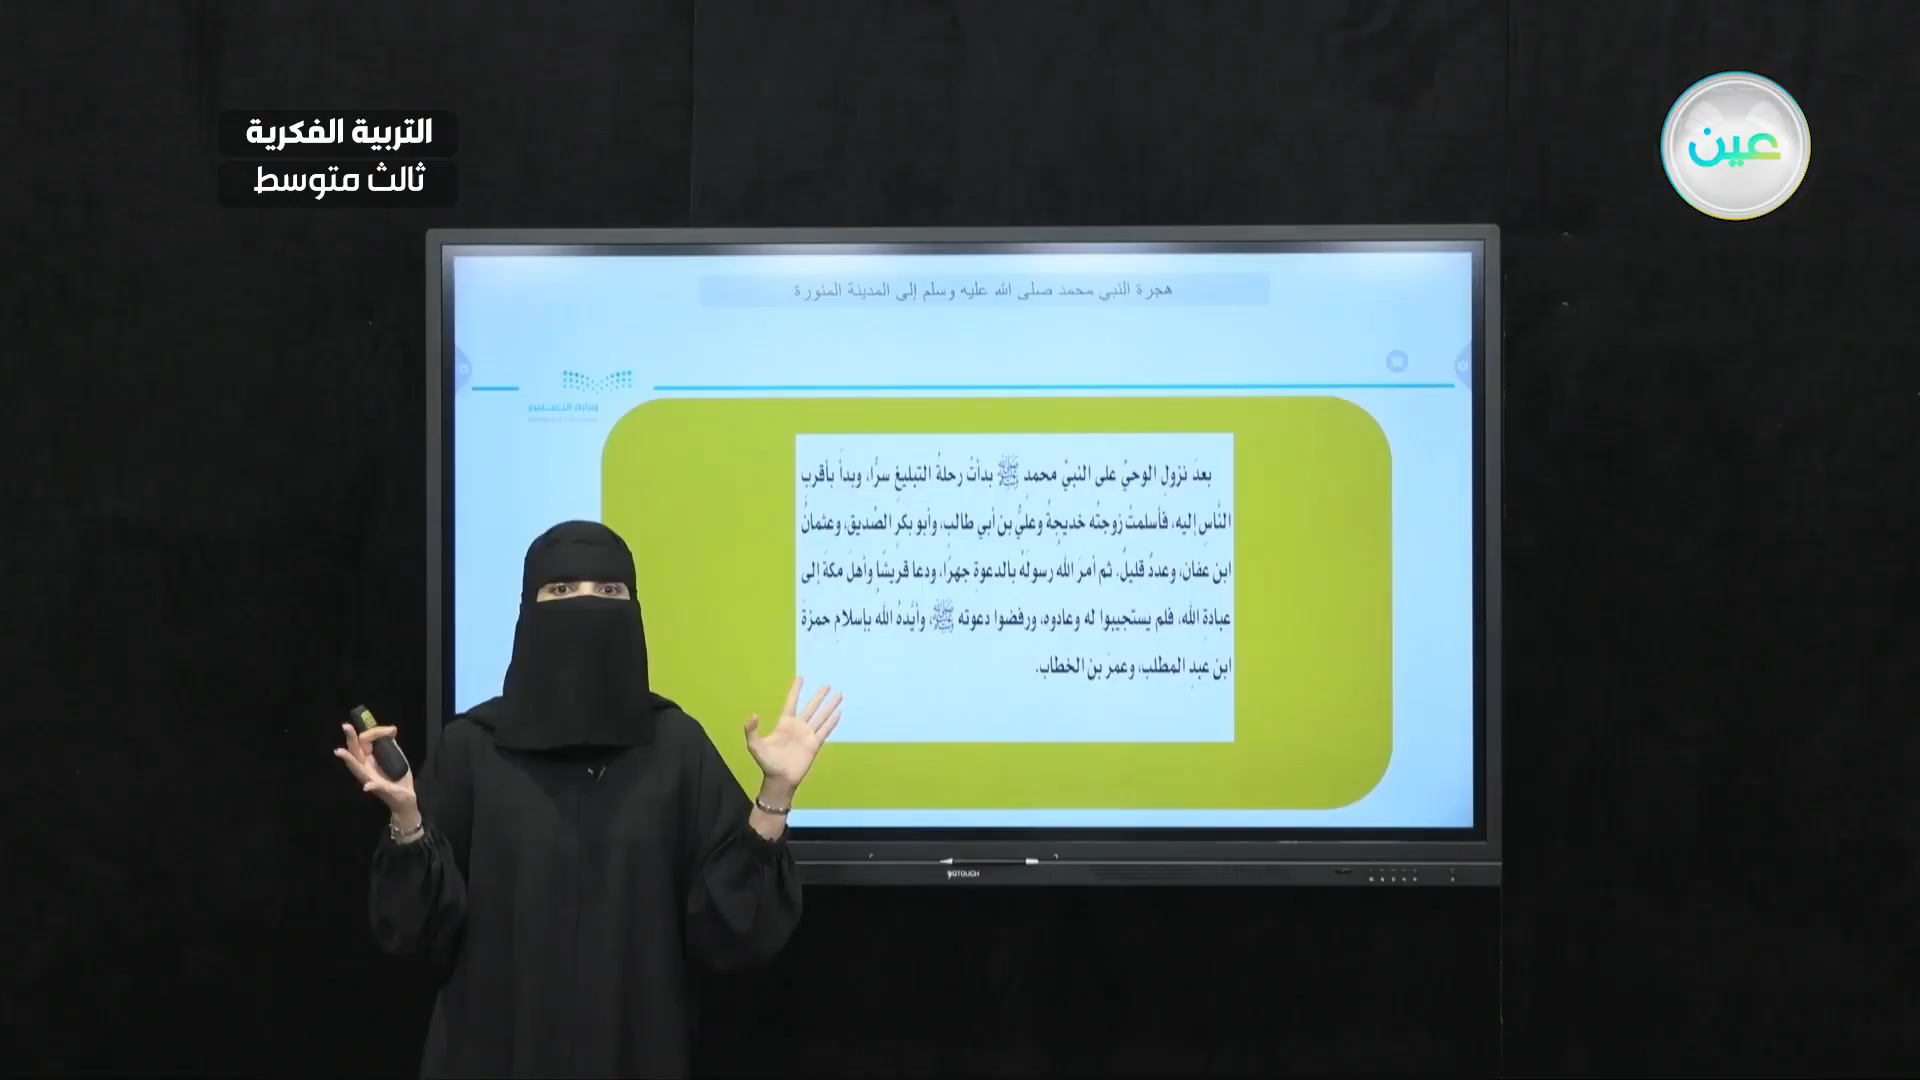 التربية الفكرية
ثالث متوسط
عين
هجرة النبي محمد صلى الله عليه وسلم إلى المدينة المنورة
وزارة التعليم
بعدَ نزولِ الوحيُ على النبيِّ محمد ﷺ بدأتْ رحلةُ التبليغِ سرًّا، وبدأَ بأقربِ
النَّاسِ إليه، فأسلمتْ زوجتُه خديجةُ وعليُّ بن أبي طالبٍ، وأبو بكرٍ الصِّديق، وعثمانُ
ابن عفان، وعددٌ قليلٌ. ثم أمرَ الله رسولَهُ بالدعوةِ جهرًا، ودعا قريشًا وأهلَ مكةَ إلى
عبادةِ الله، فلم يستجيبوا له وعادوه، ورفضوا دعوته ﷺ، وأيَّدهُ الله بإسلامِ حمزةَ
ابن عبدِ المطلب، وعمرَ بن الخطاب.